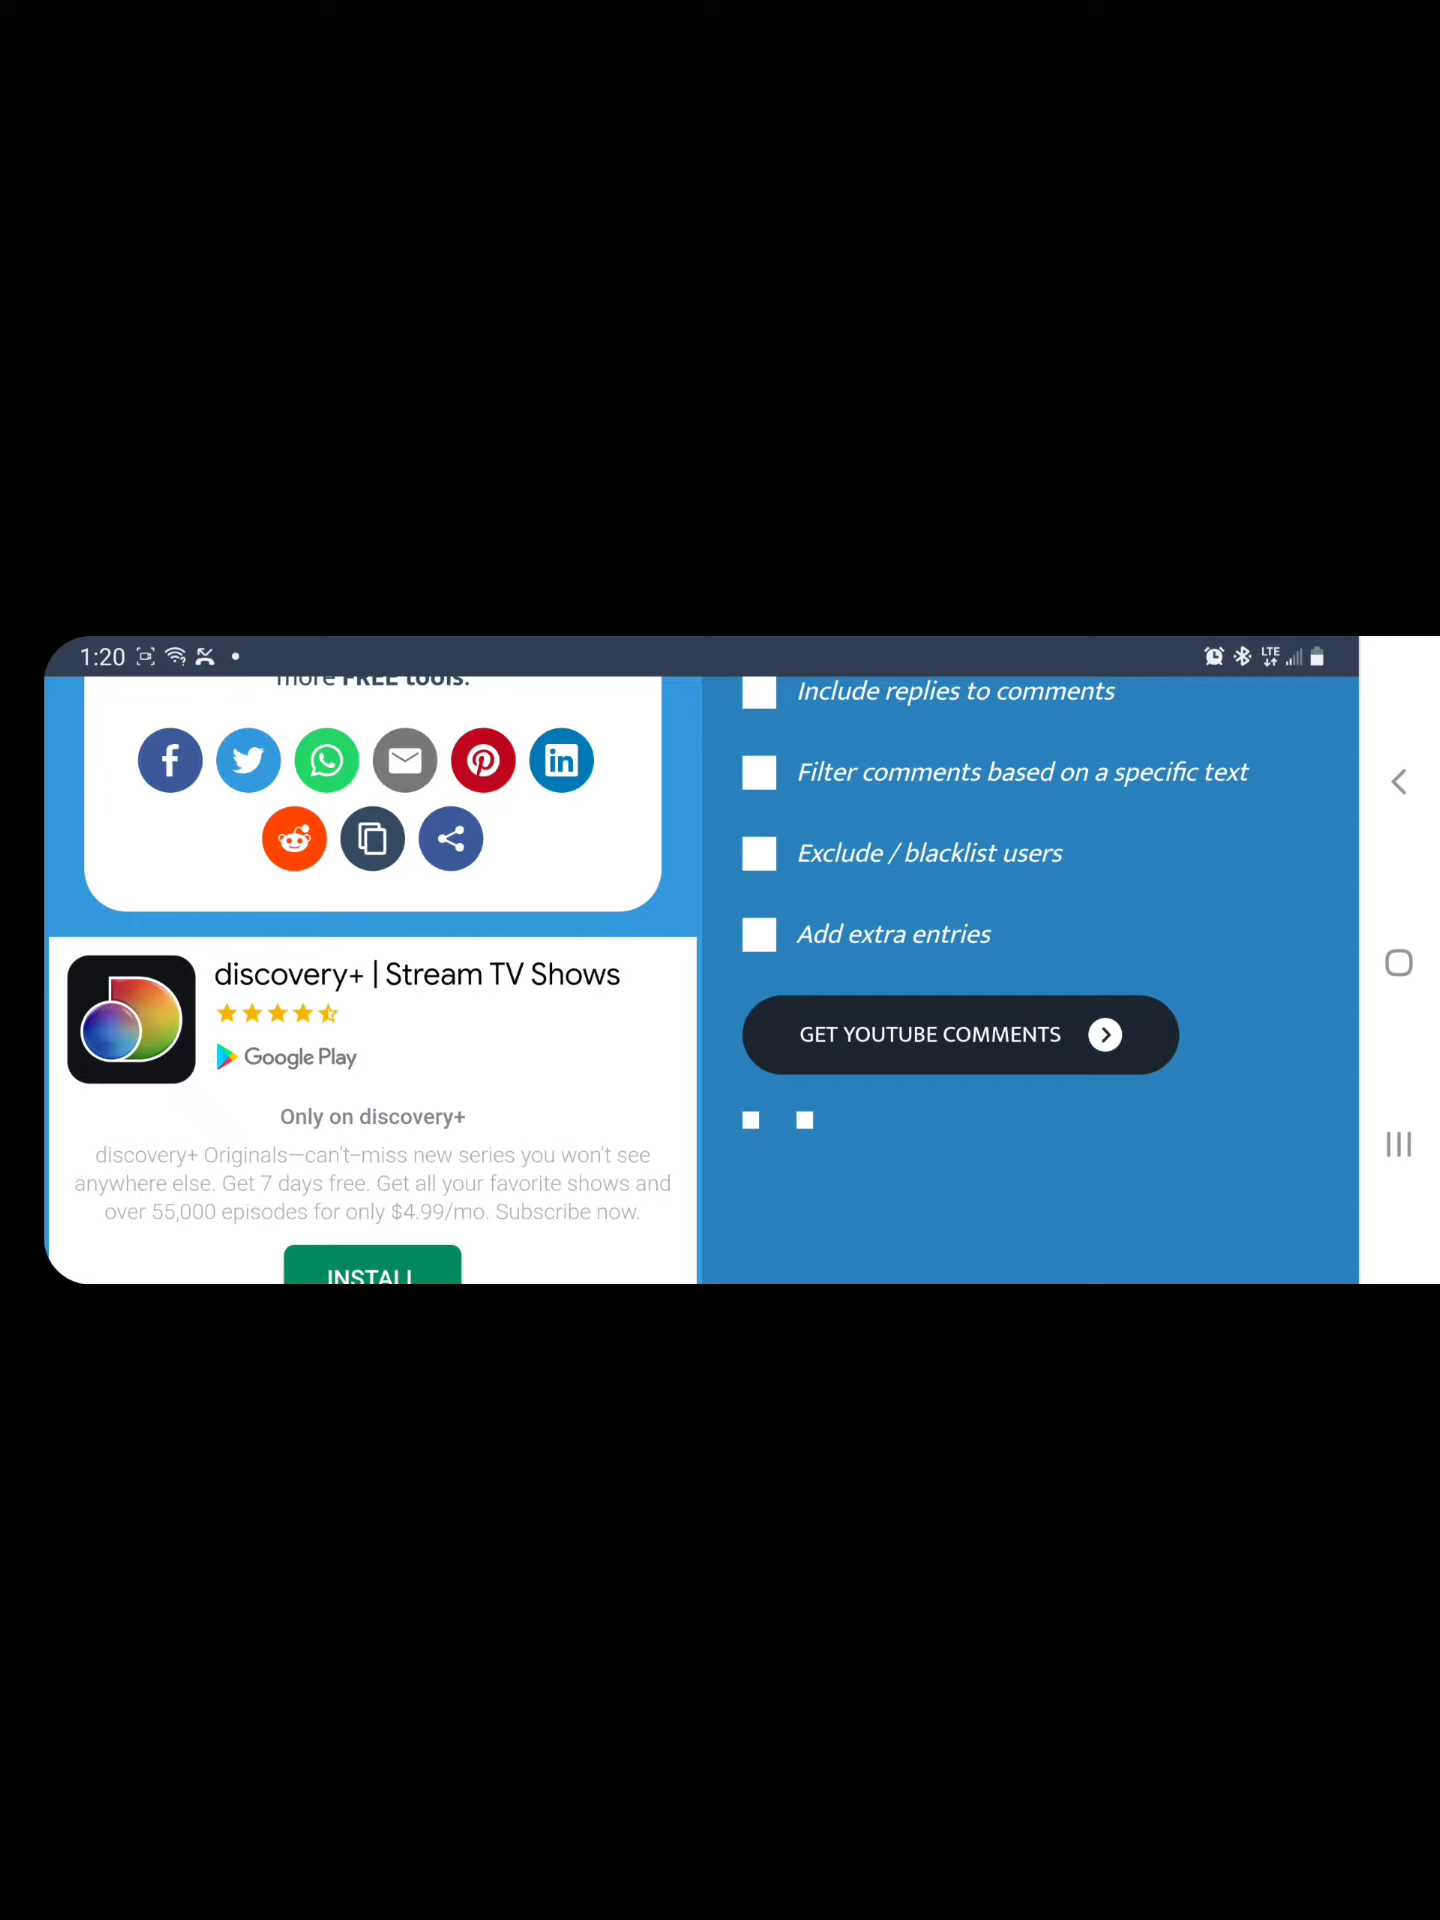 1:20
LTE
more FREE tools.
discovery+ | Stream TV Shows
Google Play
Only on discovery+
discovery+ Originals—can't-miss new series you won't see
anywhere else. Get 7 days free. Get all your favorite shows and
over 55,000 episodes for only $4.99/mo. Subscribe now.
INSTALL
Include replies to comments
Filter comments based on a specific text
Exclude / blacklist users
Add extra entries
GET YOUTUBE COMMENTS